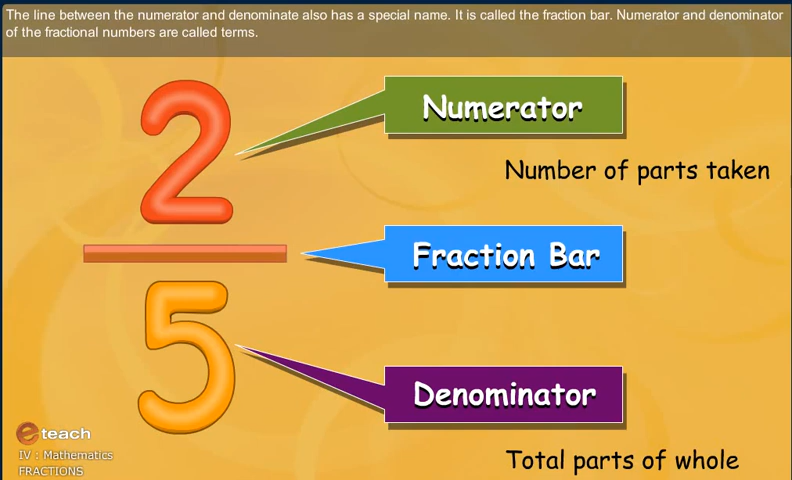 The line between the numerator and denominate also has a special name. It is called the fraction bar. Numerator and denominator
of the fractional numbers are called terms.
2
Numerator
Number of parts taken
Fraction Bar
5
Denominator
Total parts of whole
eteach
IV : Mathematics
FRACTIONS